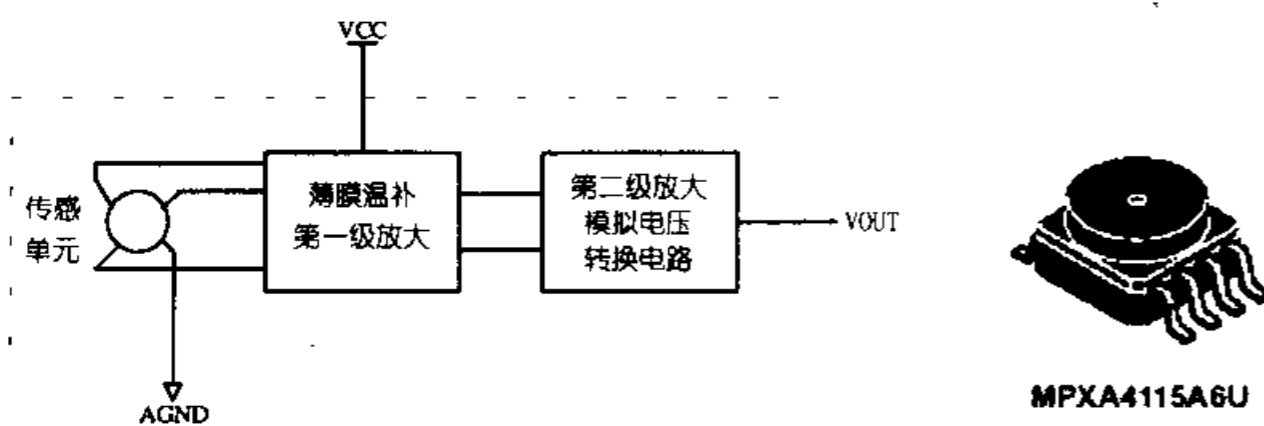 VCC
传感
单元
薄膜温补
第一级放大
第二级放大
模拟电压
转换电路
VOUT
AGND
MPXA4115A6U